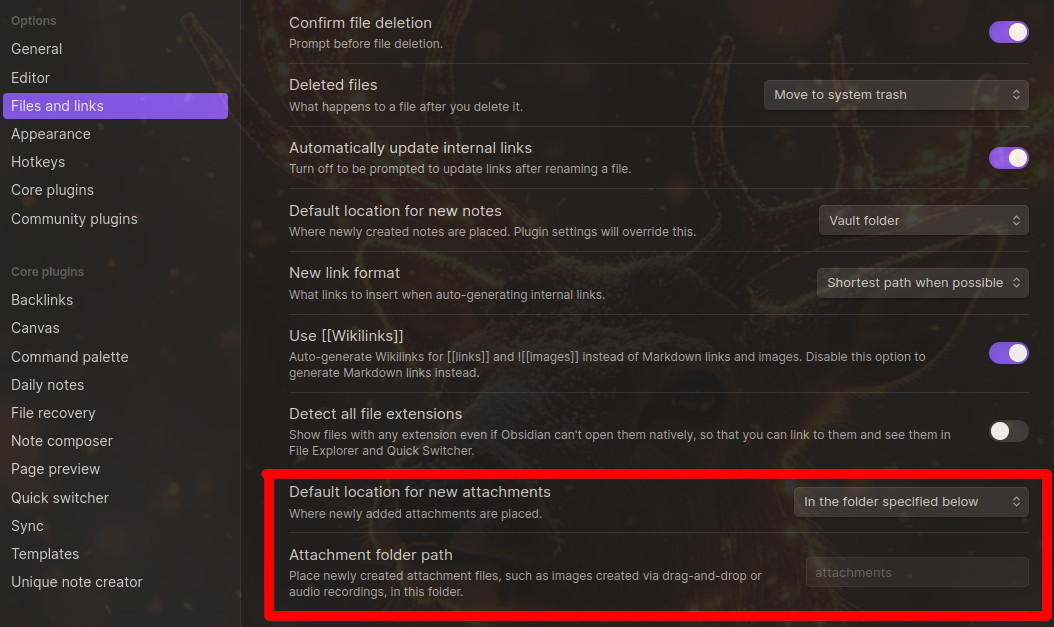 Options
General
Editor
Files and links
Appearance
Hotkeys
Core plugins
Community plugins
Core plugins
Backlinks
Canvas
Command palette
Daily notes
File recovery
Note composer
Page preview
Quick switcher
Sync
Templates
Unique note creator
Confirm file deletion
Prompt before file deletion.
Deleted files
What happens to a file after you delete it.
Move to system trash
Automatically update internal links
Turn off to be prompted to update links after renaming a file.
Default location for new notes
Where newly created notes are placed. Plugin settings will override this.
Vault folder
New link format
What links to insert when auto-generating internal links.
Shortest path when possible
Use [[Wikilinks]]
Auto-generate Wikilinks for [[links]] and ![[images]] instead of Markdown links and images. Disable this option to
generate Markdown links instead.
Detect all file extensions
Show files with any extension even if Obsidian can't open them natively, so that you can link to them and see them in
File Explorer and Quick Switcher.
Default location for new attachments
Where newly added attachments are placed.
In the folder specified below
Attachment folder path
Place newly created attachment files, such as images created via drag-and-drop or
audio recordings, in this folder.
attachments